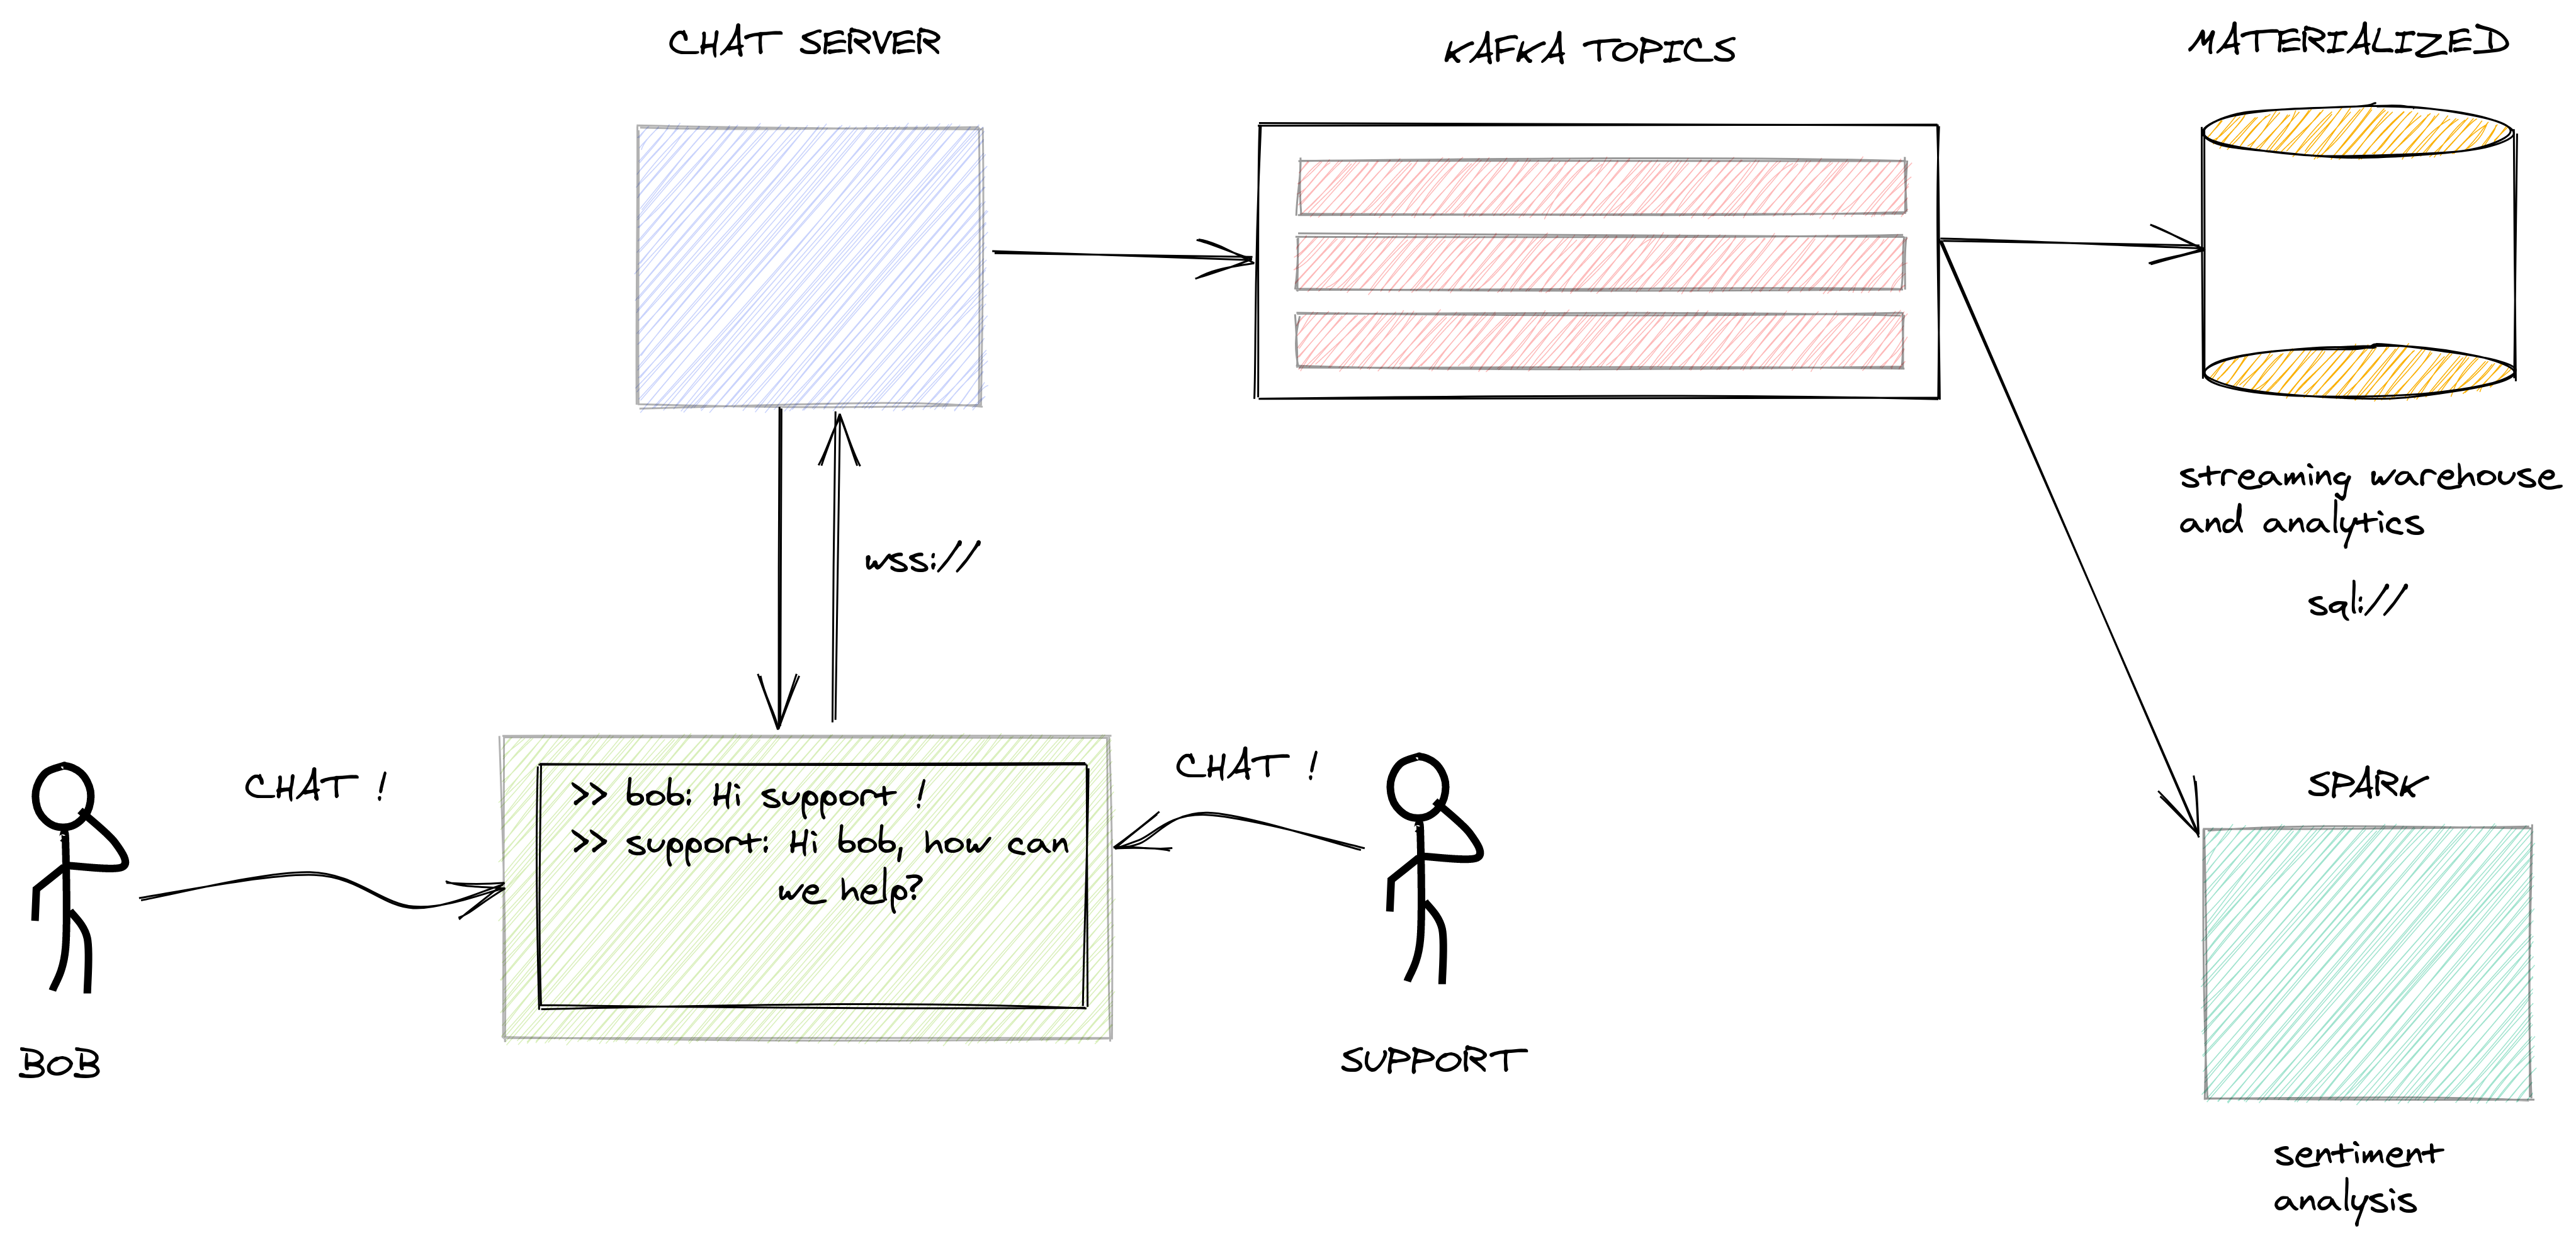 CHAT SERVER
KAFKA TOPICS
MATERIALIZED
streaming warehouse
and analytics
sql://
wss://
CHAT !
>> bob: Hi support !
>> support: Hi bob, how can
we help?
CHAT !
BOB
SUPPORT
SPARK
sentiment
analysis